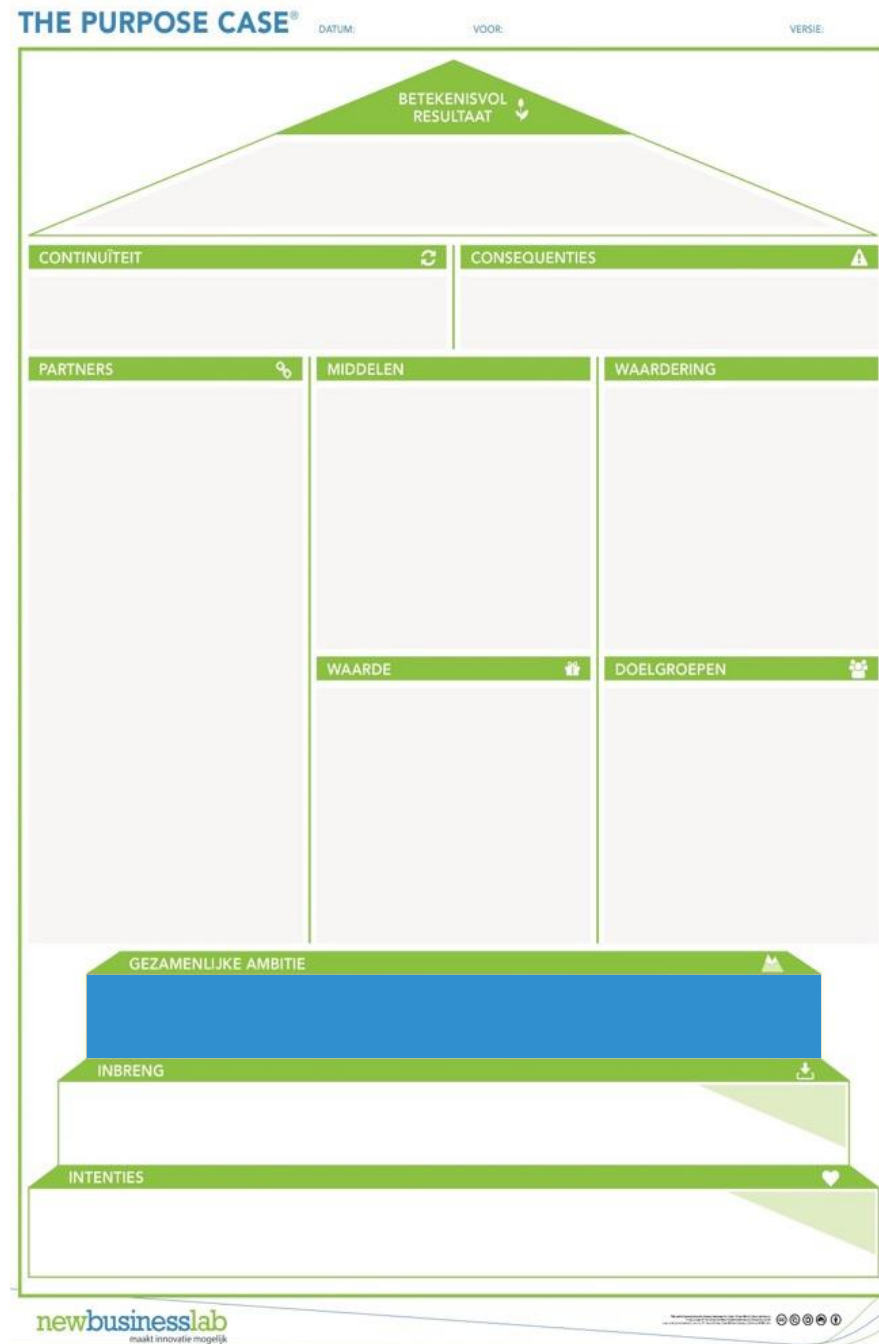 THE PURPOSE CASE®
DATUM:
VOOR:
VERSIE:
BETEKENISVOL
RESULTAAT
CONTINUÏTEIT
CONSEQUENTIES
PARTNERS
MIDDELEN
WAARDERING
WAARDE
DOELGROEPEN
GEZAMENLIJKE AMBITIE
INBRENG
INTENTIES
newbusinesslab
maakt innovatie mogelijk